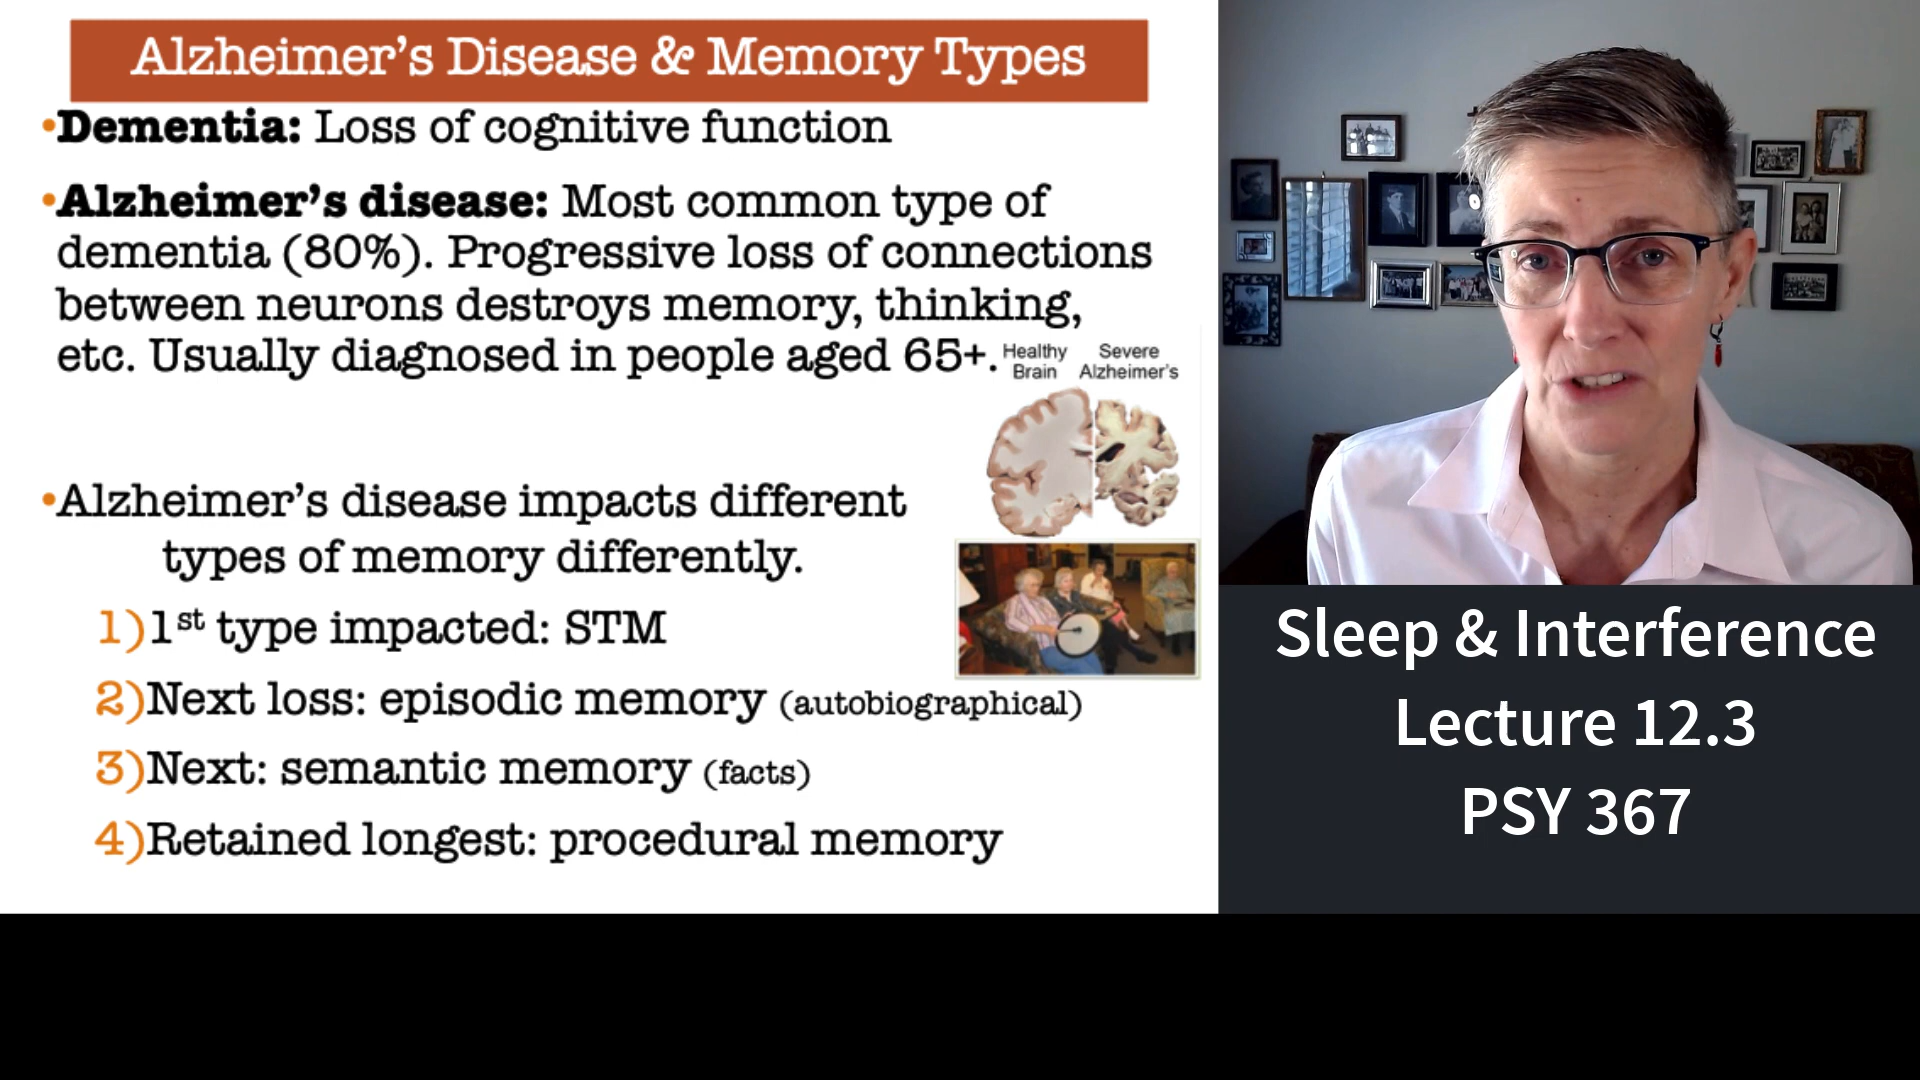 Alzheimer's Disease & Memory Types
•Dementia: Loss of cognitive function
•Alzheimer's disease: Most common type of
dementia (80%). Progressive loss of connections
between neurons destroys memory, thinking,
etc. Usually diagnosed in people aged 65+.
Healthy Brain
Severe Alzheimer's
•Alzheimer's disease impacts different
types of memory differently.
1)1st type impacted: STM
2)Next loss: episodic memory (autobiographical)
3)Next: semantic memory (facts)
4)Retained longest: procedural memory
Sleep & Interference
Lecture 12.3
PSY 367